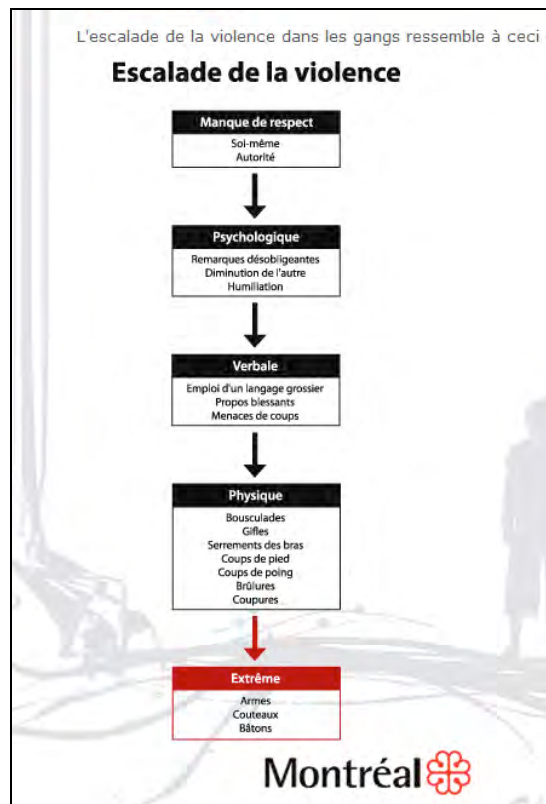 L'escalade de la violence dans les gangs ressemble à ceci
Escalade de la violence
Manque de respect
Soi-même
Autorité
Psychologique
Remarques désobligeantes
Diminution de l'autre
Humiliation
Verbale
Emploi d'un langage grossier
Propos blessants
Menaces de coups
Physique
Bousculades
Gifles
Serrements des bras
Coups de pied
Coups de poing
Brûlures
Coupures
Extrême
Armes
Couteaux
Bâtons
Montréal